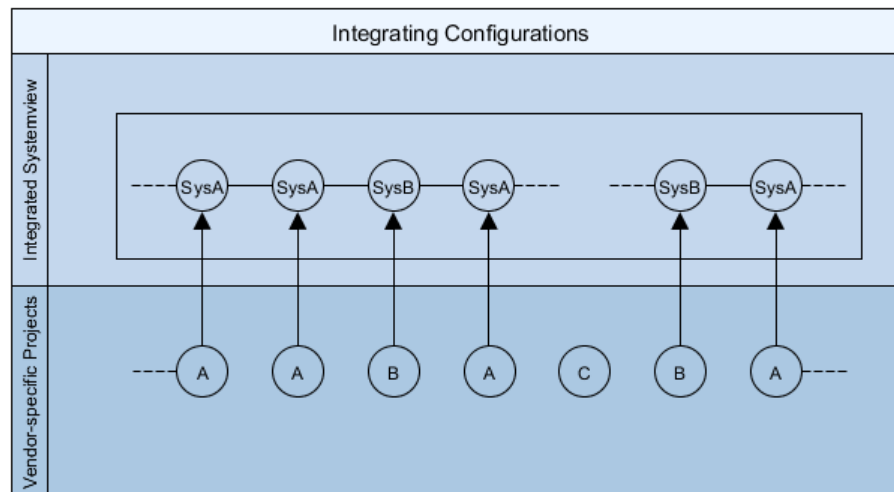 Integrating Configurations
Integrated Systemview
SysA
SysA
SysB
SysA
SysB
SysA
Vendor-specific Projects
A
A
B
A
C
B
A